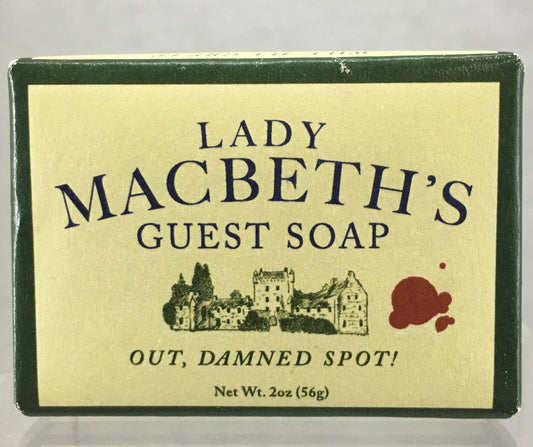 LADY
MACBETH'S
GUEST SOAP
OUT, DAMNED SPOT!
Net Wt. 2oz (56g)